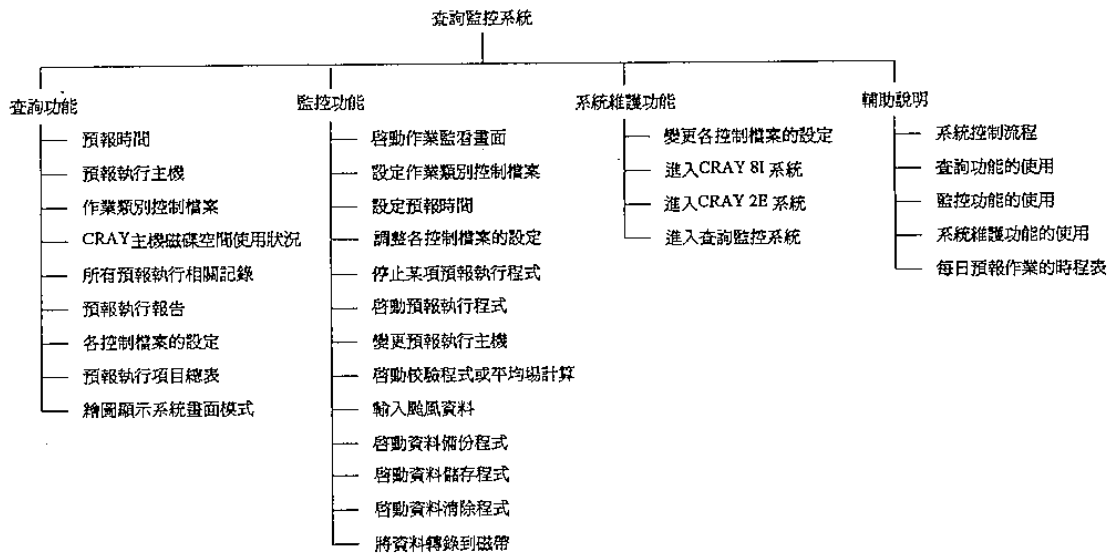 查詢監控系統
查詢功能
預報時間
預報執行主機
作業類別控制檔案
CRAY主機磁碟空間使用狀況
所有預報執行相關記錄
預報執行報告
各控制檔案的設定
預報執行項目總表
繪圖顯示系統畫面模式
監控功能
啓動作業監看畫面
設定作業類別控制檔案
設定預報時間
調整各控制檔案的設定
停止某項預報執行程式
啓動預報執行程式
變更預報執行主機
啓動校驗程式或平均場計算
輸入颱風資料
啓動資料備份程式
啓動資料儲存程式
啓動資料清除程式
將資料轉錄到磁帶
系統維護功能
變更各控制檔案的設定
進入CRAY 8I 系統
進入CRAY 2E 系統
進入查詢監控系統
輔助說明
系統控制流程
查詢功能的使用
監控功能的使用
系統維護功能的使用
每日預報作業的時程表